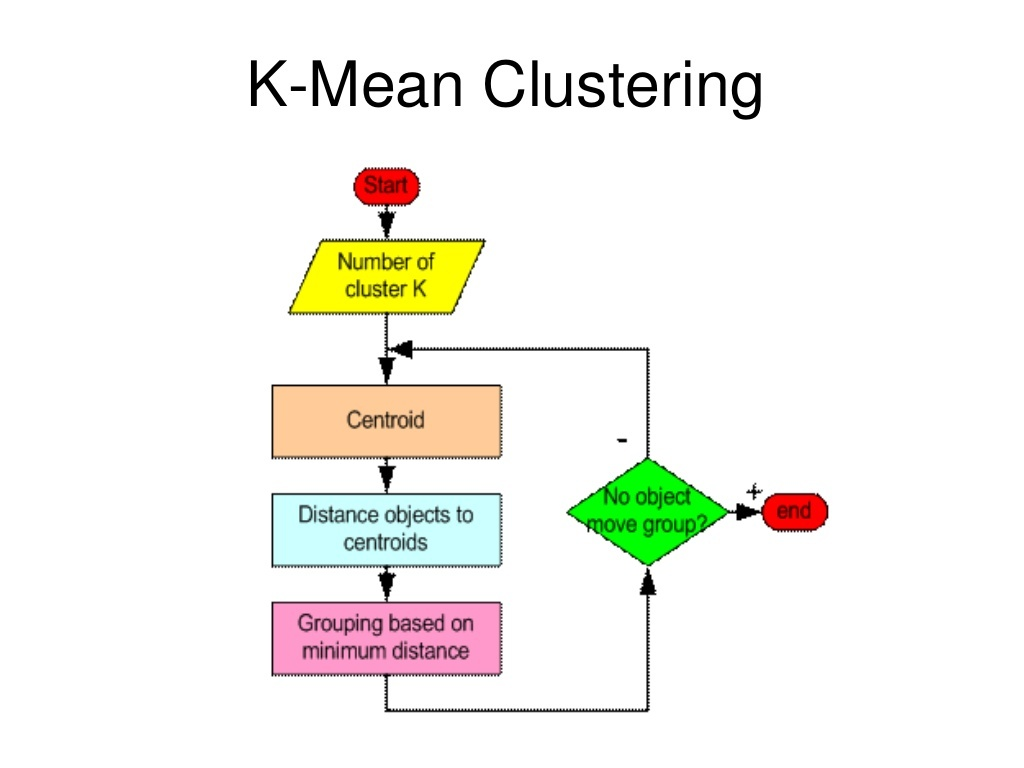 K-Mean Clustering
Start
Number of
cluster K
Centroid
Distance objects to
centroids
Grouping based on
minimum distance
-
No object
move group?
+
end